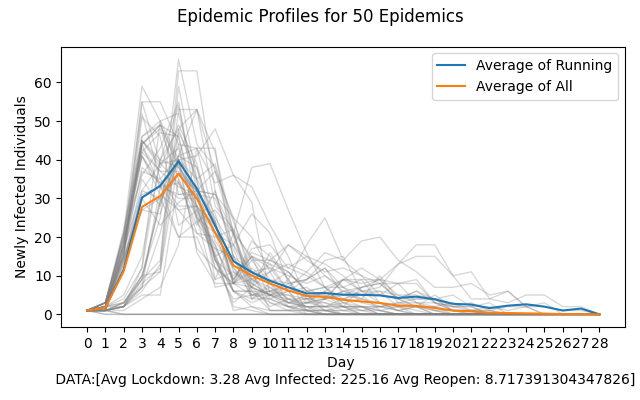 Epidemic Profiles for 50 Epidemics
Average of Running
Average of All
Newly Infected Individuals
60
50
40
30
20
10
0
0 1 2 3 4 5 6 7 8 9 10 11 12 13 14 15 16 17 18 19 20 21 22 23 24 25 26 27 28
Day
DATA:[Avg Lockdown: 3.28 Avg Infected: 225.16 Avg Reopen: 8.717391304347826]